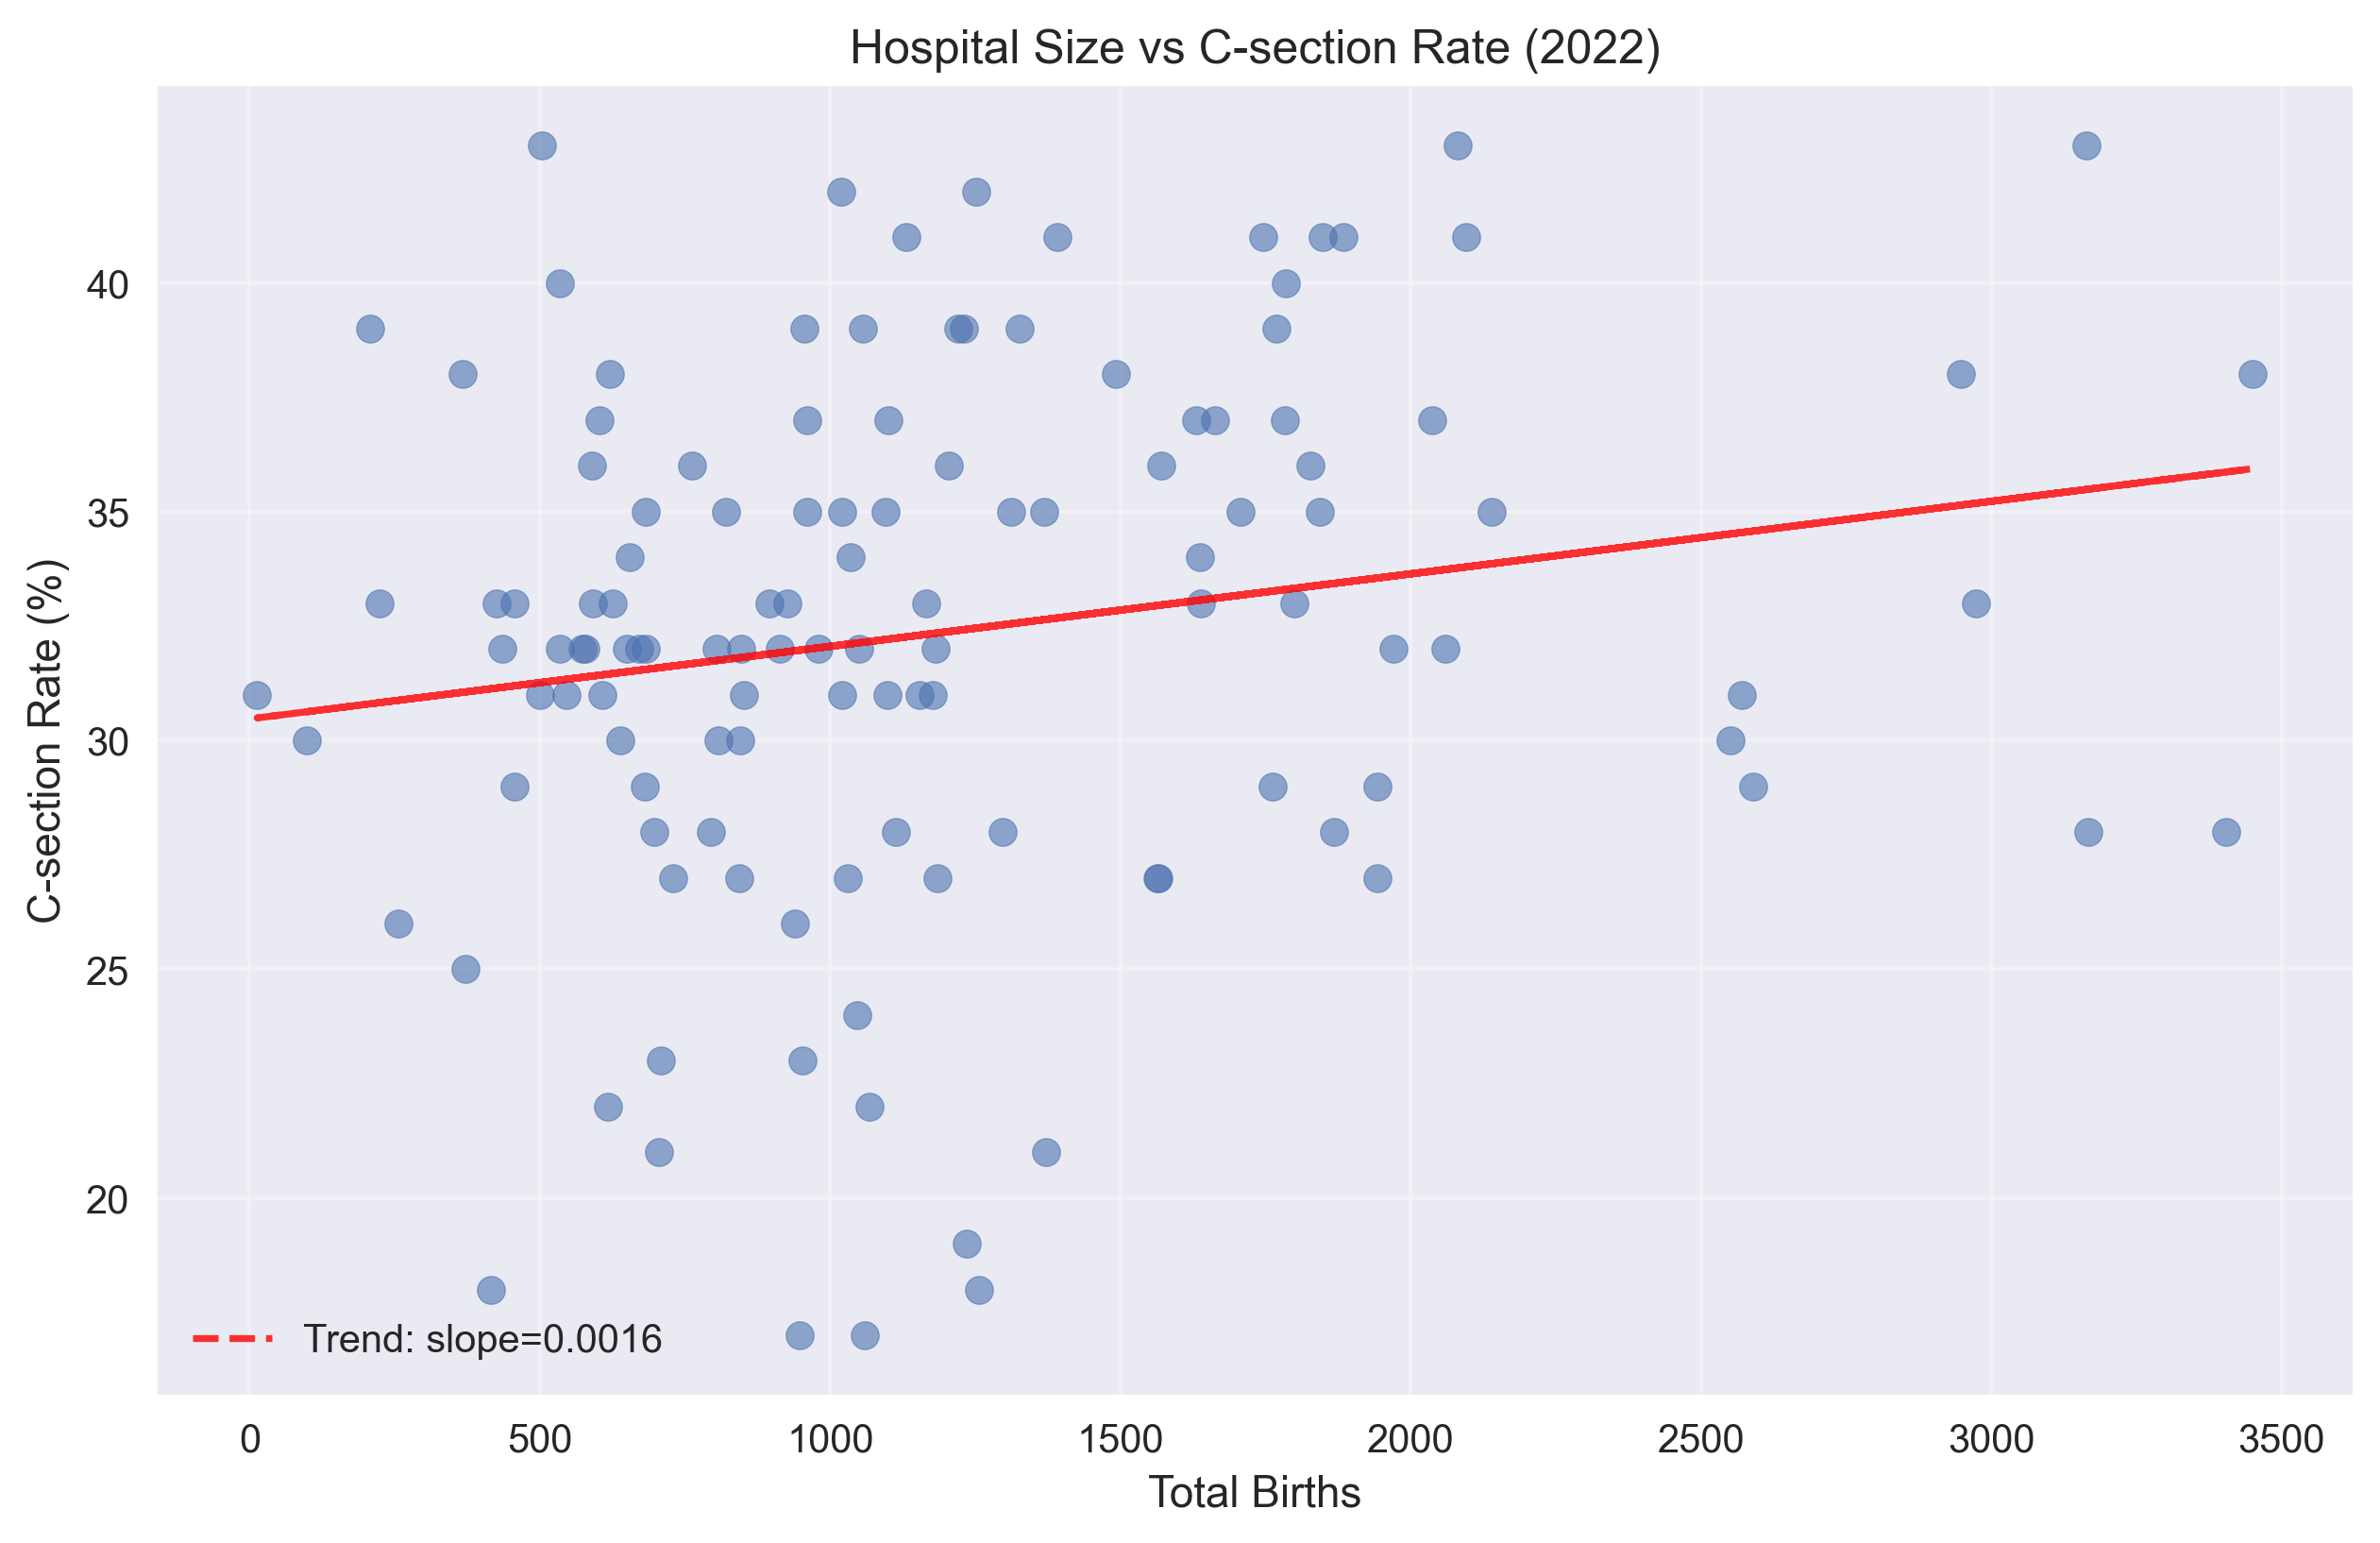 Hospital Size vs C-section Rate (2022)
C-section Rate (%)
40
35
30
25
20
Trend: slope=0.0016
0 500 1000 1500 2000 2500 3000 3500
Total Births